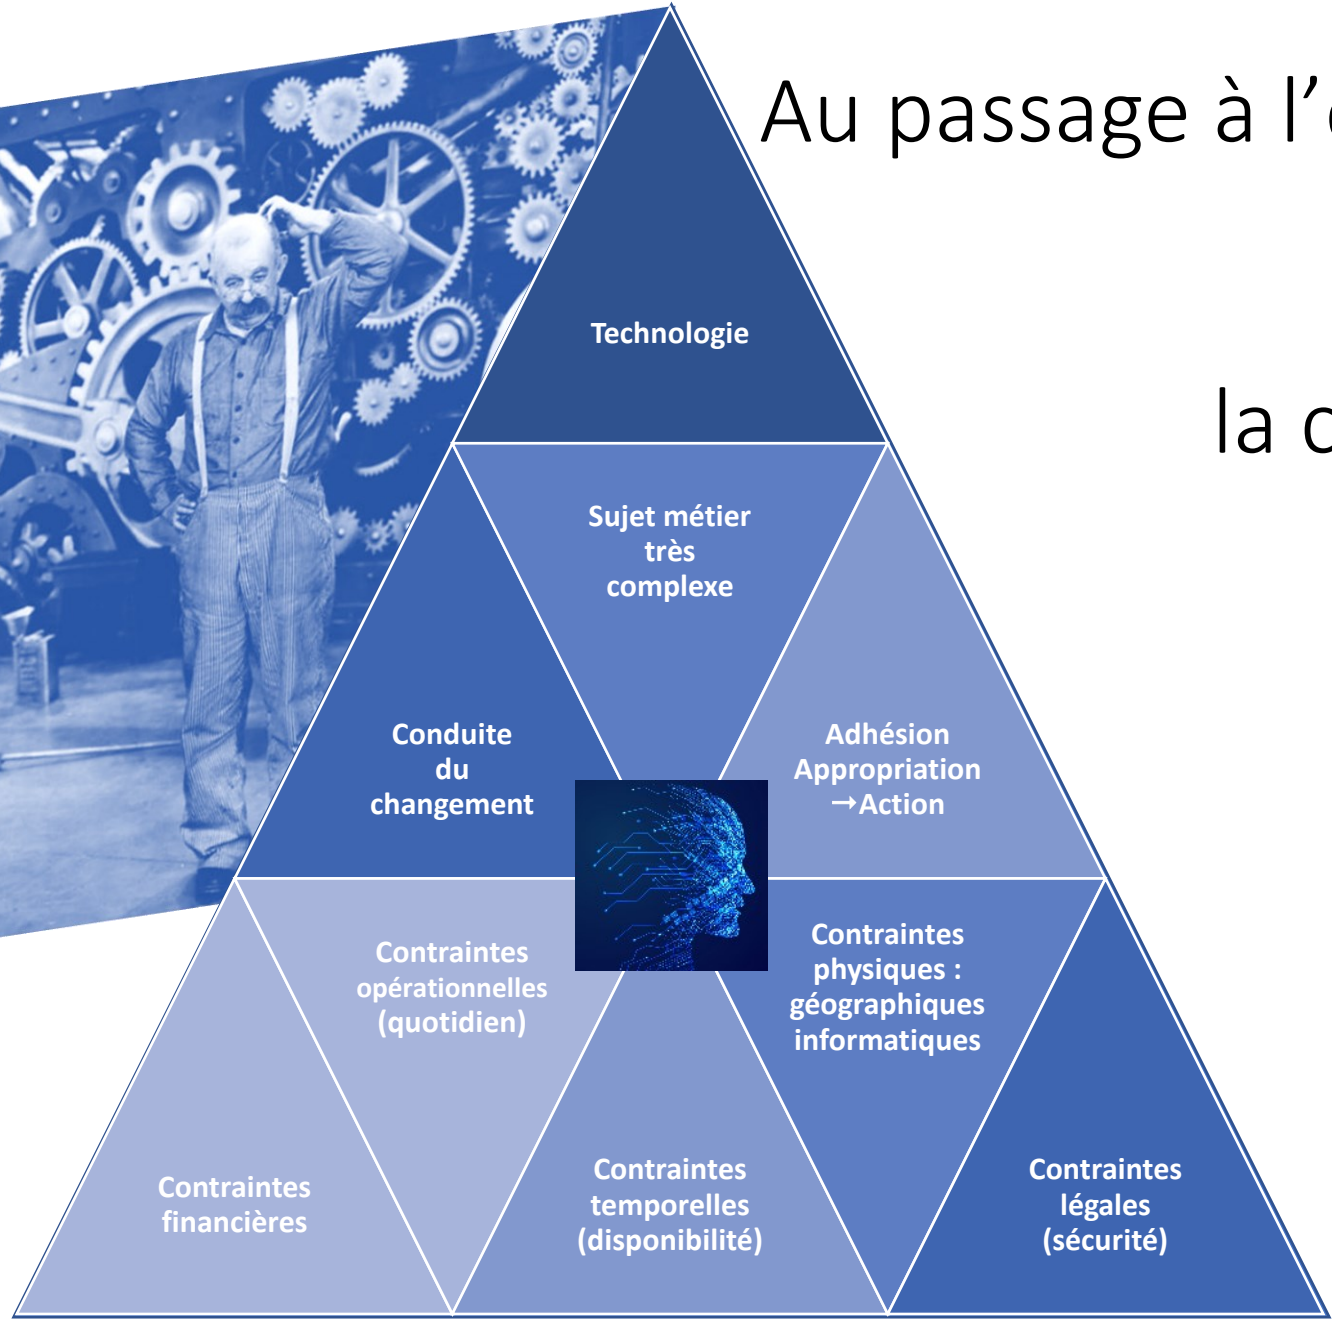 Au passage à l’
la
Technologie
Sujet métier
très
complexe
Conduite
du
changement
Adhésion
Appropriation
→Action
Contraintes
opérationnelles
(quotidien)
Contraintes
physiques :
géographiques
informatiques
Contraintes
financières
Contraintes
temporelles
(disponibilité)
Contraintes
légales
(sécurité)